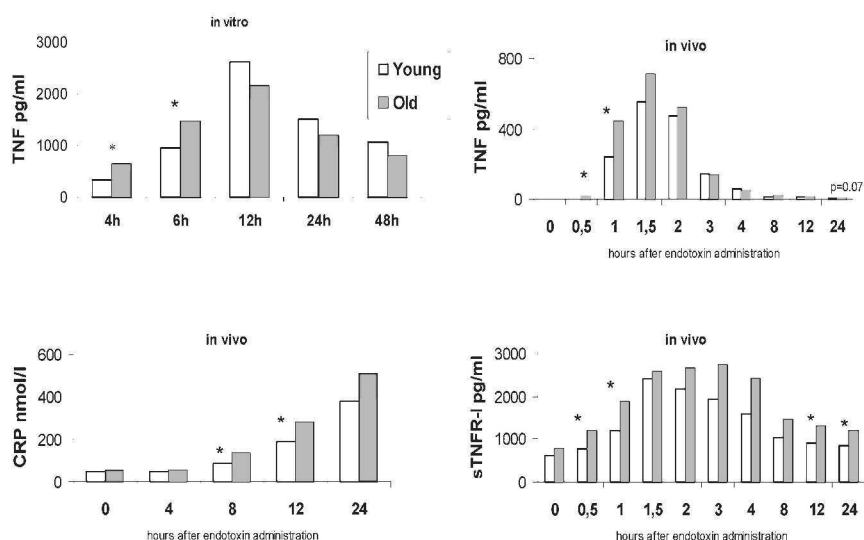 in vitro
3000
2000
1000
0
TNF pg/ml
Young
Old
*
*
4h 6h 12h 24h 48h
in vivo
800
400
0
TNF pg/ml
*
*
p=0.07
0 0,5 1 1,5 2 3 4 8 12 24
hours after endotoxin administration
in vivo
600
400
200
0
CRP nmol/l
*
*
0 4 8 12 24
hours after endotoxin administration
in vivo
3000
2000
1000
0
sTNFR-I pg/ml
*
*
*
*
0 0,5 1 1,5 2 3 4 8 12 24
hours after endotoxin administration